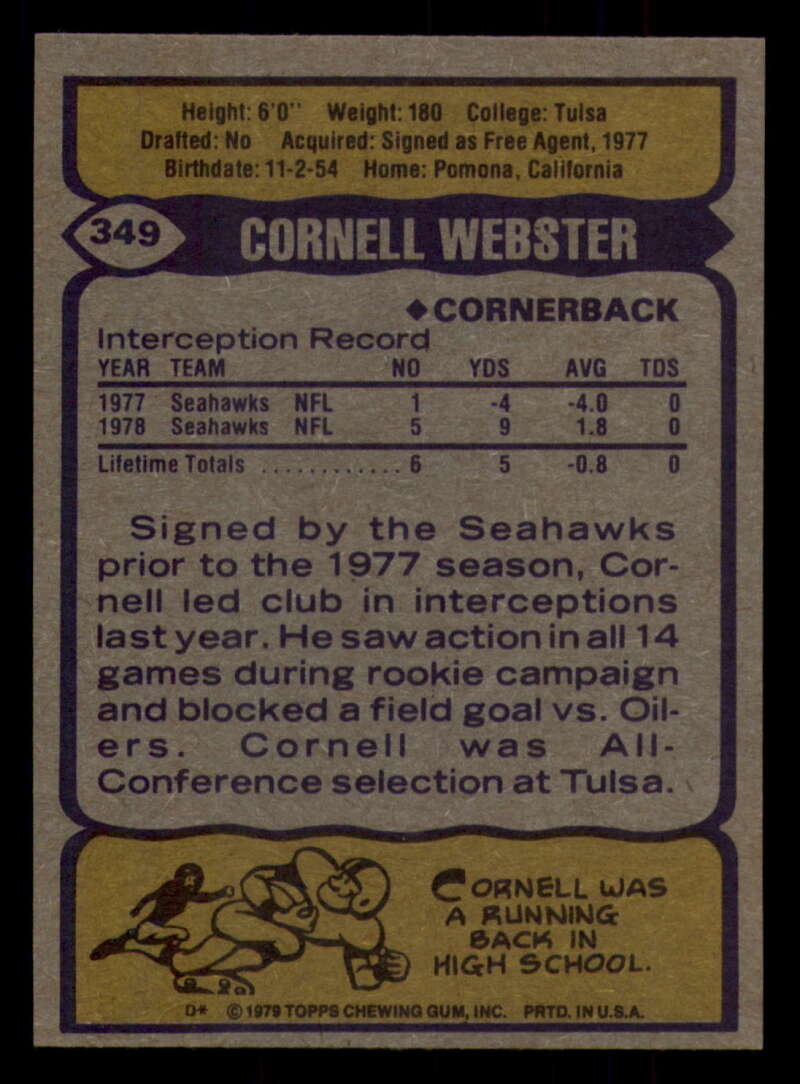 Height: 6'0" Weight: 180 College: Tulsa
Drafted: No Acquired: Signed as Free Agent, 1977
Birthdate: 11-2-54 Home: Pomona, California
349 CORNELL WEBSTER
◆CORNERBACK
Interception Record
YEAR TEAM NO YDS AVG TDS
1977 Seahawks NFL 1 -4 -4.0 0
1978 Seahawks NFL 5 9 1.8 0
Lifetime Totals ............ 6 5 -0.8 0
Signed by the Seahawks
prior to the 1977 season, Cor-
nell led club in interceptions
last year. He saw action in all 14
games during rookie campaign
and blocked a field goal vs. Oil-
ers. Cornell was All-
Conference selection at Tulsa.
CORNELL WAS
A RUNNING
BACK IN
HIGH SCHOOL.
D* © 1979 TOPPS CHEWING GUM, INC. PRTD. IN U.S.A.